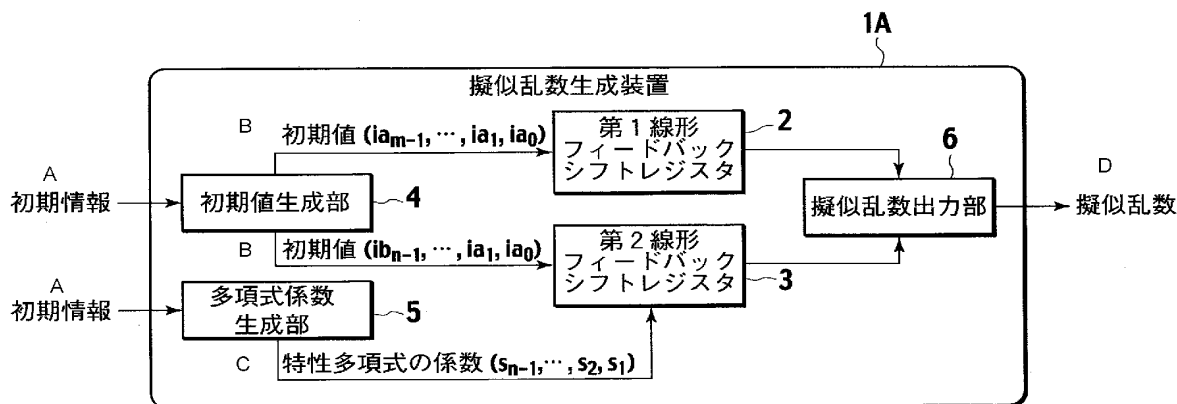 1A
擬似乱数生成装置
B
初期値 (ia_{m-1}, ⋯, ia_1, ia_0)
第1線形
フィードバック
シフトレジスタ
2
A
初期情報
初期値生成部
4
6
擬似乱数出力部
D
擬似乱数
B
初期値 (ib_{n-1}, ⋯, ia_1, ia_0)
第2線形
フィードバック
シフトレジスタ
3
A
初期情報
多項式係数
生成部
5
C
特性多項式の係数 (s_{n-1}, ⋯, s_2, s_1)